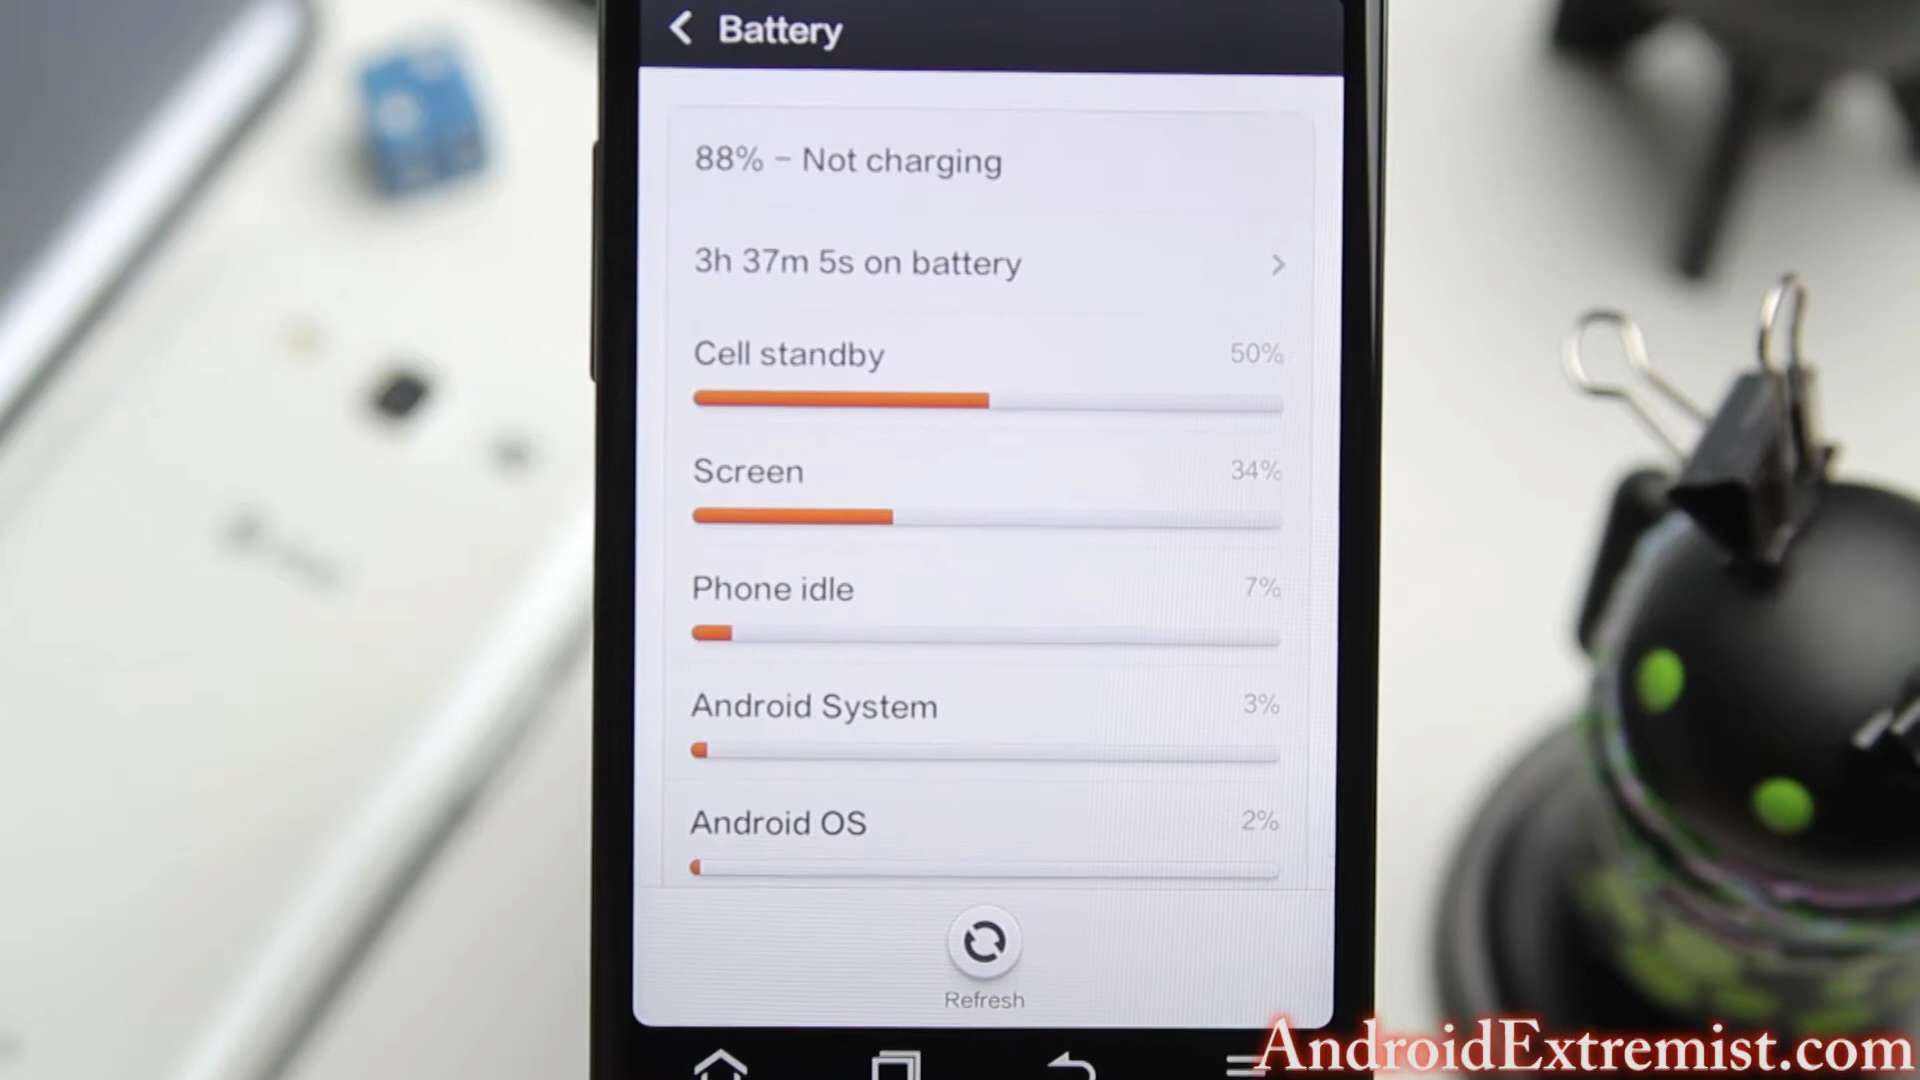 Battery
88% – Not charging
3h 37m 5s on battery
Cell standby 50%
Screen 34%
Phone idle 7%
Android System 3%
Android OS 2%
Refresh
AndroidExtremist.com